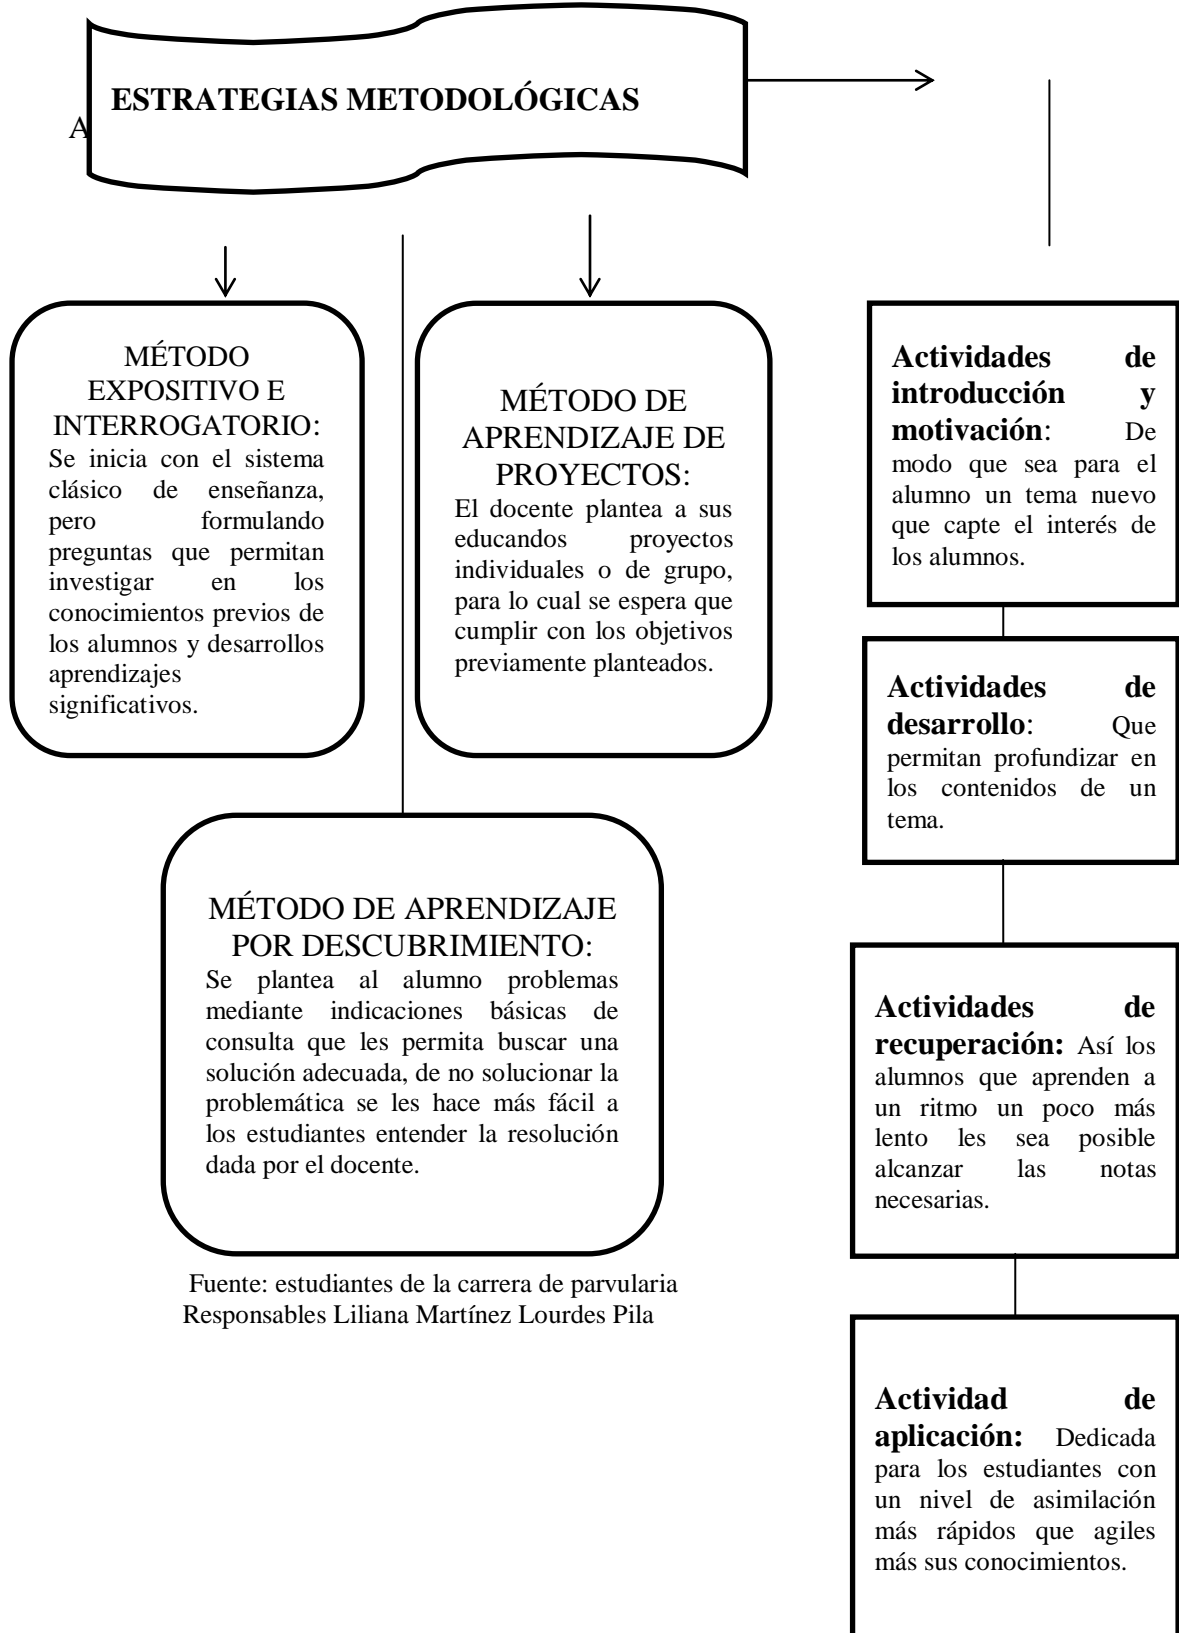 ESTRATEGIAS METODOLÓGICAS
A
MÉTODO
EXPOSITIVO E
INTERROGATORIO:
Se inicia con el sistema
clásico de enseñanza,
pero formulando
preguntas que permitan
investigar en los
conocimientos previos de
los alumnos y desarrollos
aprendizajes
significativos.
MÉTODO DE
APRENDIZAJE DE
PROYECTOS:
El docente plantea a sus
educandos proyectos
individuales o de grupo,
para lo cual se espera que
cumplir con los objetivos
previamente planteados.
MÉTODO DE APRENDIZAJE
POR DESCUBRIMIENTO:
Se plantea al alumno problemas
mediante indicaciones básicas de
consulta que les permita buscar una
solución adecuada, de no solucionar la
problemática se les hace más fácil a
los estudiantes entender la resolución
dada por el docente.
Fuente: estudiantes de la carrera de parvularia
Responsables Liliana Martínez Lourdes Pila
Actividades de
introducción y
motivación: De
modo que sea para el
alumno un tema nuevo
que capte el interés de
los alumnos.
Actividades de
desarrollo: Que
permitan profundizar en
los contenidos de un
tema.
Actividades de
recuperación: Así los
alumnos que aprenden a
un ritmo un poco más
lento les sea posible
alcanzar las notas
necesarias.
Actividad de
aplicación: Dedicada
para los estudiantes con
un nivel de asimilación
más rápidos que agiles
más sus conocimientos.